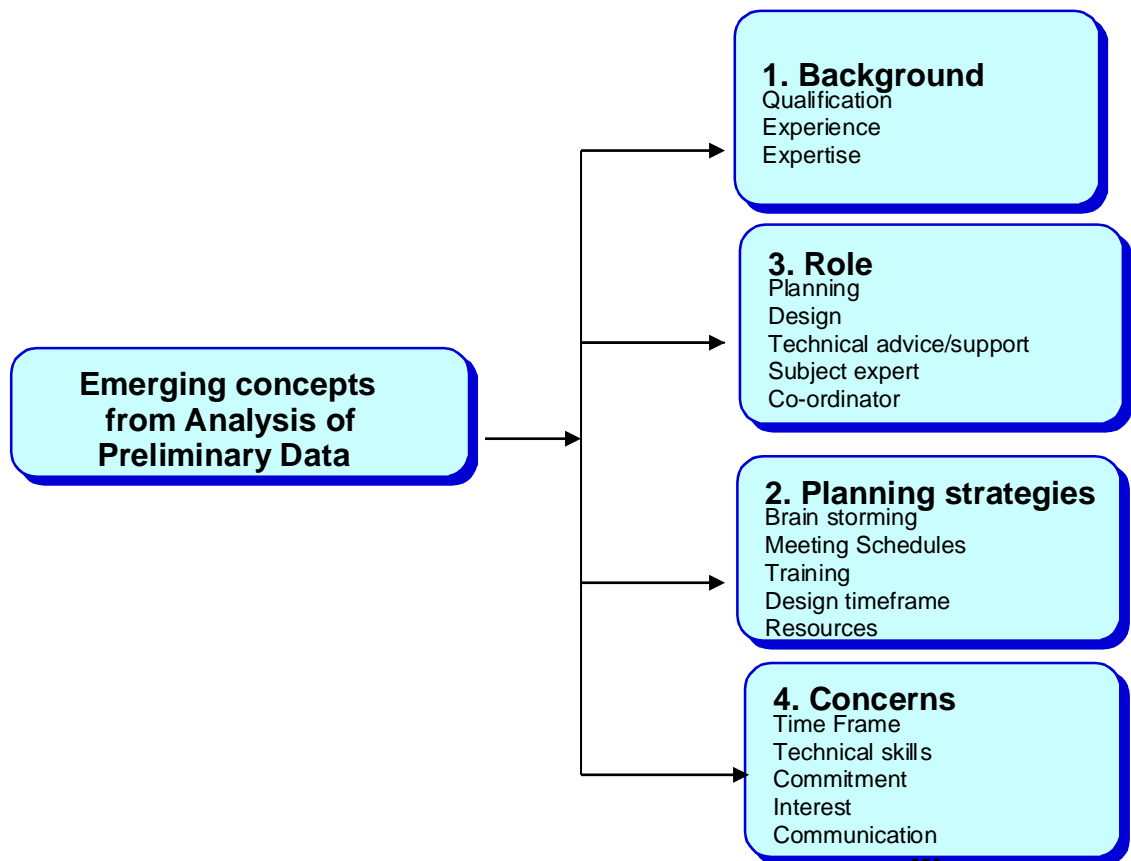 1. Background
Qualification
Experience
Expertise
3. Role
Planning
Design
Technical advice/support
Subject expert
Co-ordinator
Emerging concepts
from Analysis of
Preliminary Data
2. Planning strategies
Brain storming
Meeting Schedules
Training
Design timeframe
Resources
4. Concerns
Time Frame
Technical skills
Commitment
Interest
Communication